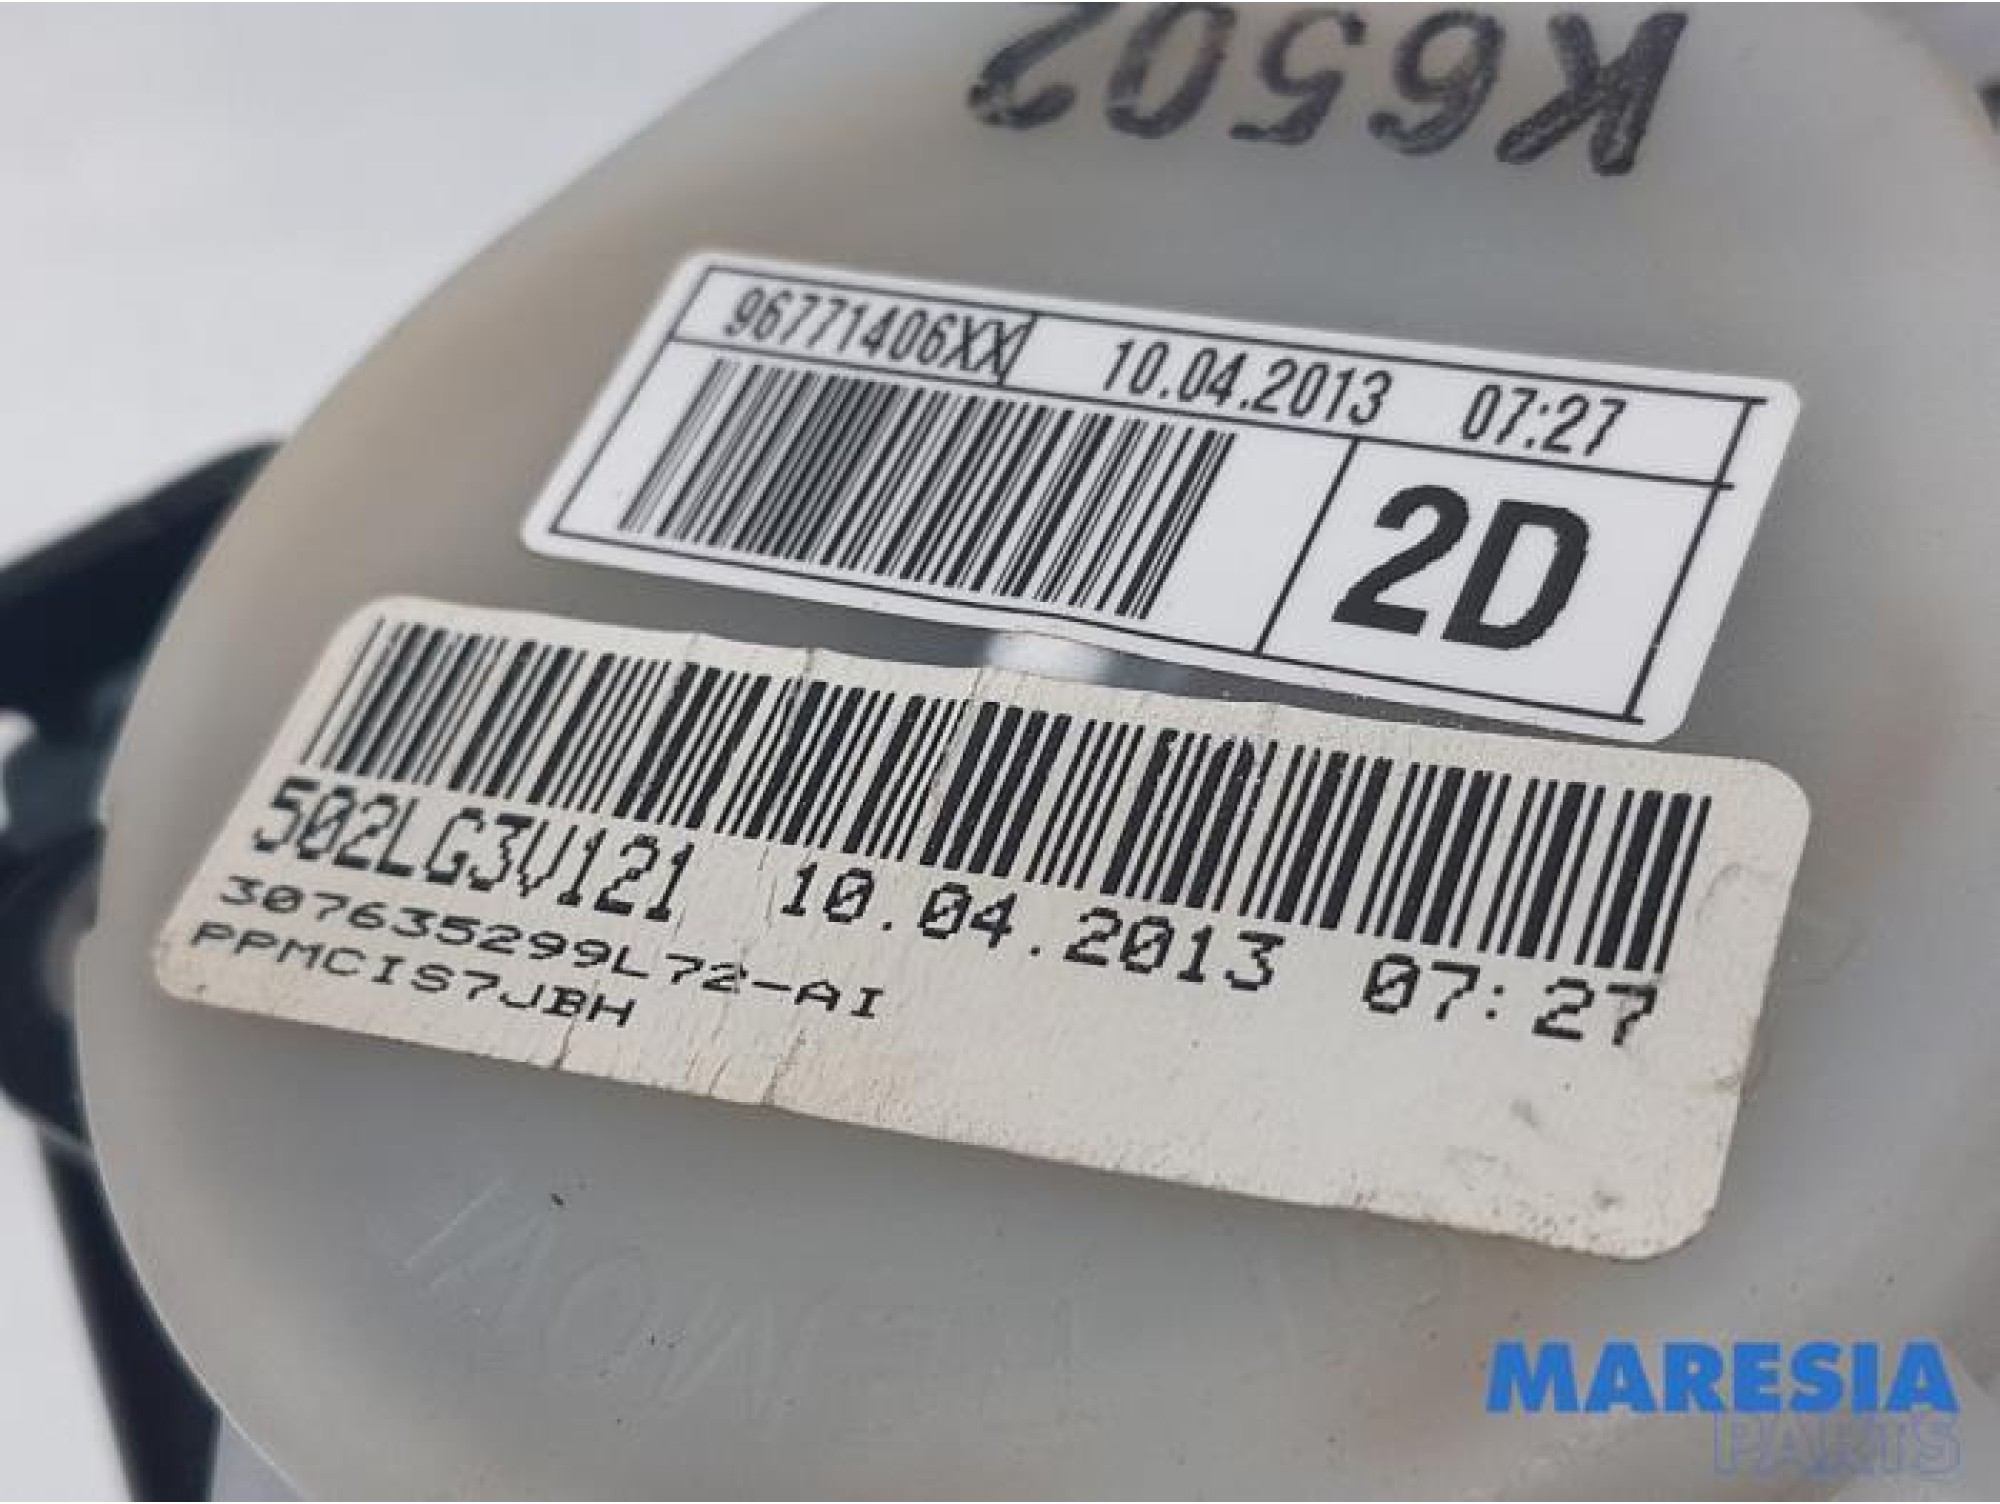 K6502
96771406XX 10.04.2013 07:27
2D
502LG3V121 10.04.2013 07:27
307635299L72-AI
PPMCIS7JBH
MARESIA
PARTS